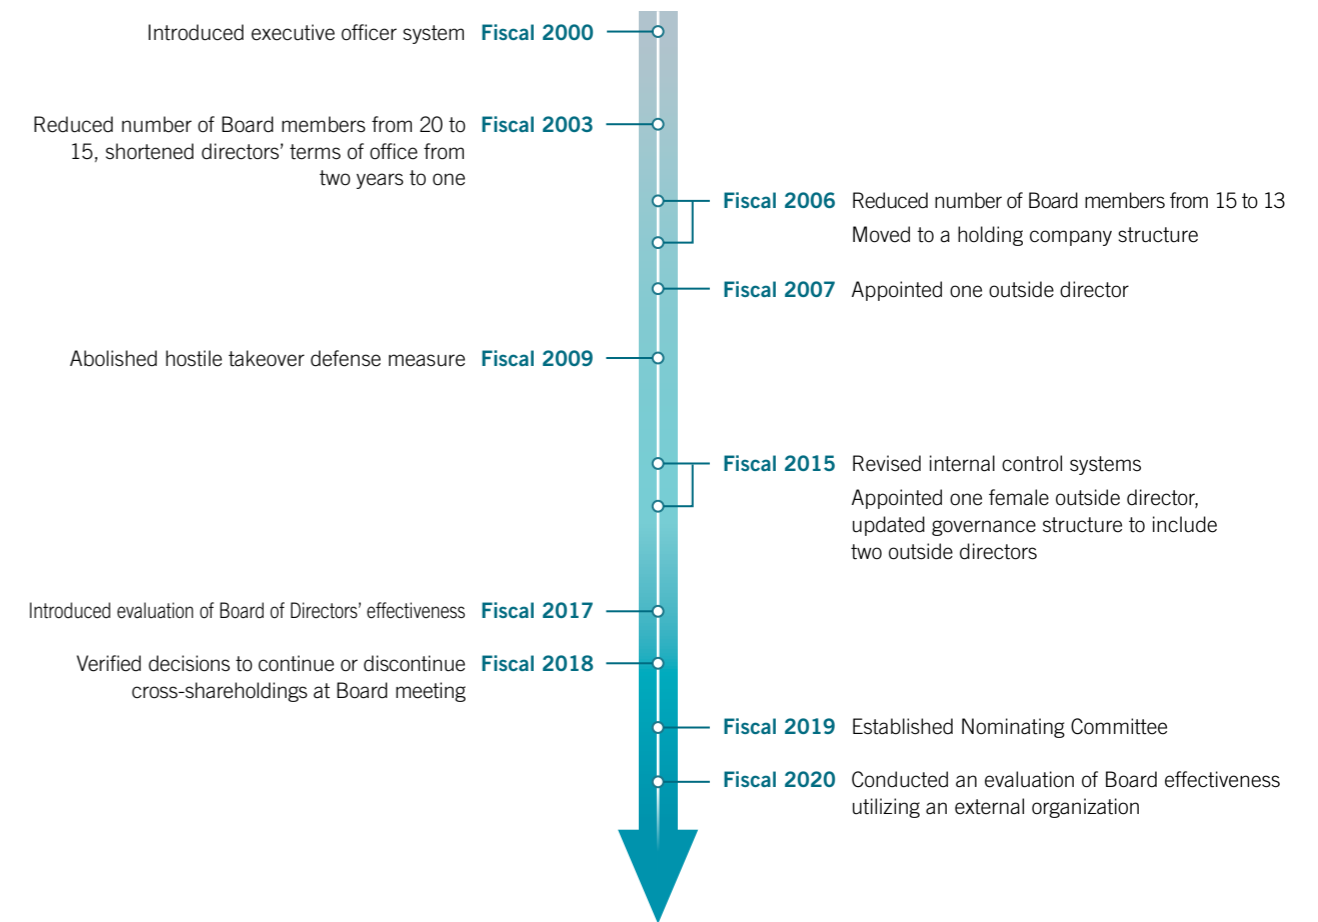 Introduced executive officer system Fiscal 2000
Reduced number of Board members from 20 to Fiscal 2003
15, shortened directors’ terms of office from
two years to one
Fiscal 2006 Reduced number of Board members from 15 to 13
Moved to a holding company structure
Fiscal 2007 Appointed one outside director
Abolished hostile takeover defense measure Fiscal 2009
Fiscal 2015 Revised internal control systems
Appointed one female outside director,
updated governance structure to include
two outside directors
Introduced evaluation of Board of Directors’ effectiveness Fiscal 2017
Verified decisions to continue or discontinue Fiscal 2018
cross-shareholdings at Board meeting
Fiscal 2019 Established Nominating Committee
Fiscal 2020 Conducted an evaluation of Board effectiveness
utilizing an external organization